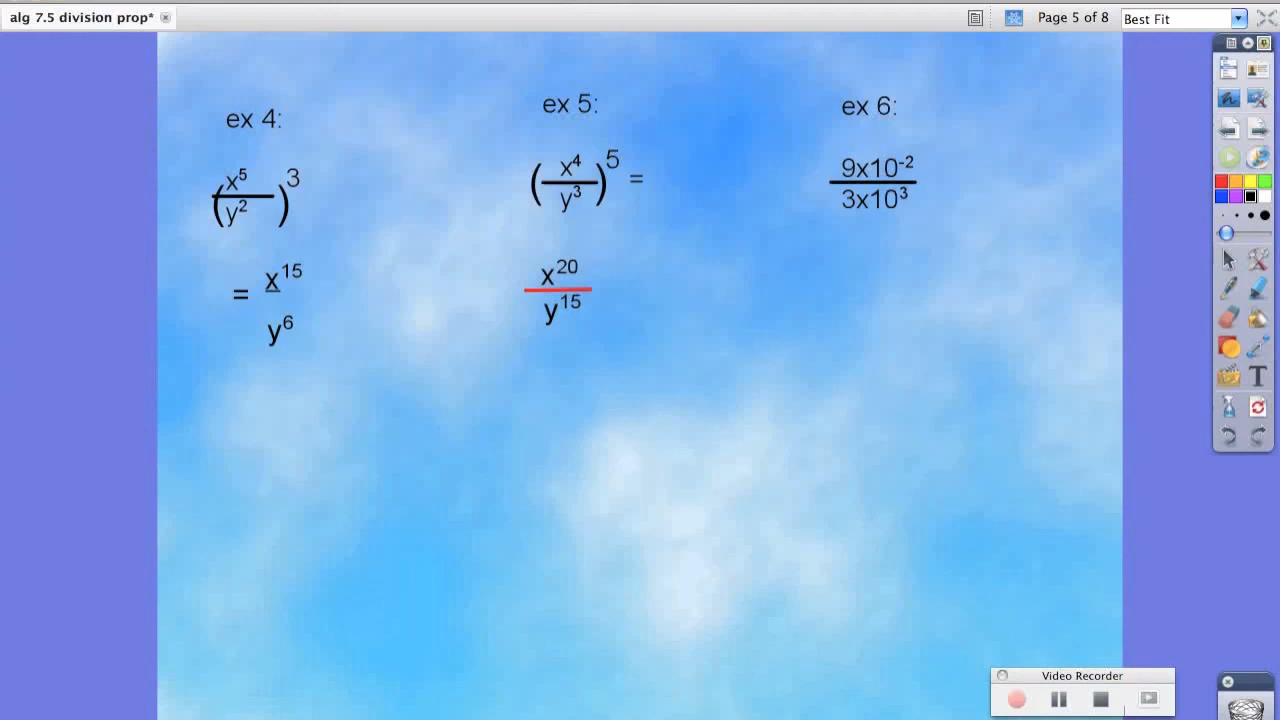 alg 7.5 division prop*
Page 5 of 8
Best Fit
ex 4:
(x⁵/y²)³
= x¹⁵
y⁶
ex 5:
(x⁴/y³)⁵ =
x²⁰
y¹⁵
ex 6:
9x10⁻²
3x10³
T
Video Recorder